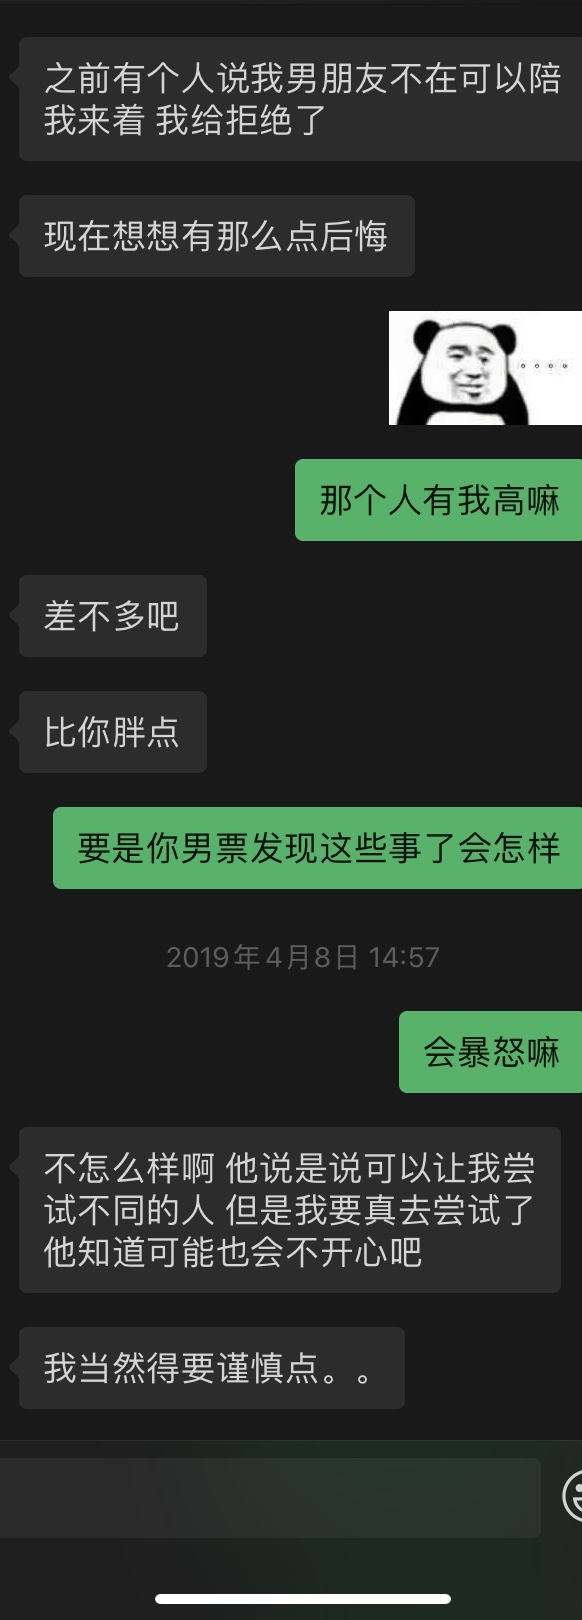 之前有个人说我男朋友不在可以陪
我来着 我给拒绝了
现在想想有那么点后悔
那个人有我高嘛
差不多吧
比你胖点
要是你男票发现这些事了会怎样
2019年4月8日 14:57
会暴怒嘛
不怎么样啊 他说是说可以让我尝
试不同的人 但是我要真去尝试了
他知道可能也会不开心吧
我当然得要谨慎点。。